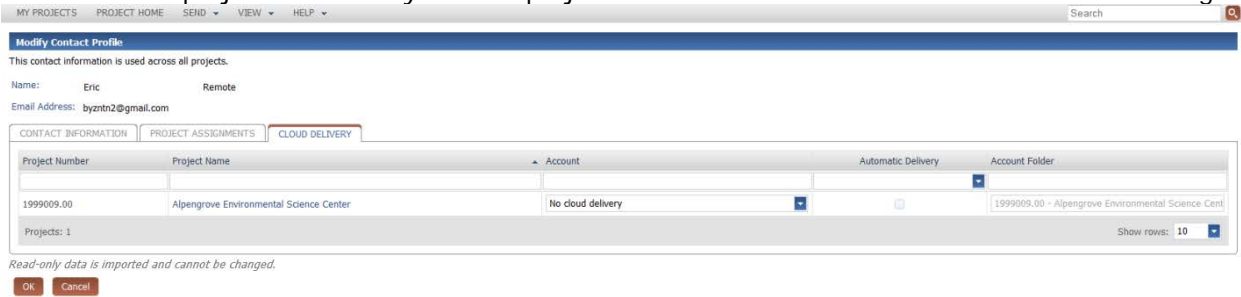 MY PROJECTS PROJECT HOME SEND VIEW HELP Search
Modify Contact Profile
This contact information is used across all projects.
Name: Eric Remote
Email Address: byzntn2@gmail.com
CONTACT INFORMATION PROJECT ASSIGNMENTS CLOUD DELIVERY
Project Number Project Name Account Automatic Delivery Account Folder
1999009.00 Alpengrove Environmental Science Center No cloud delivery 1999009.00 - Alpengrove Environmental Science Cent
Projects: 1 Show rows: 10
Read-only data is imported and cannot be changed.
OK Cancel